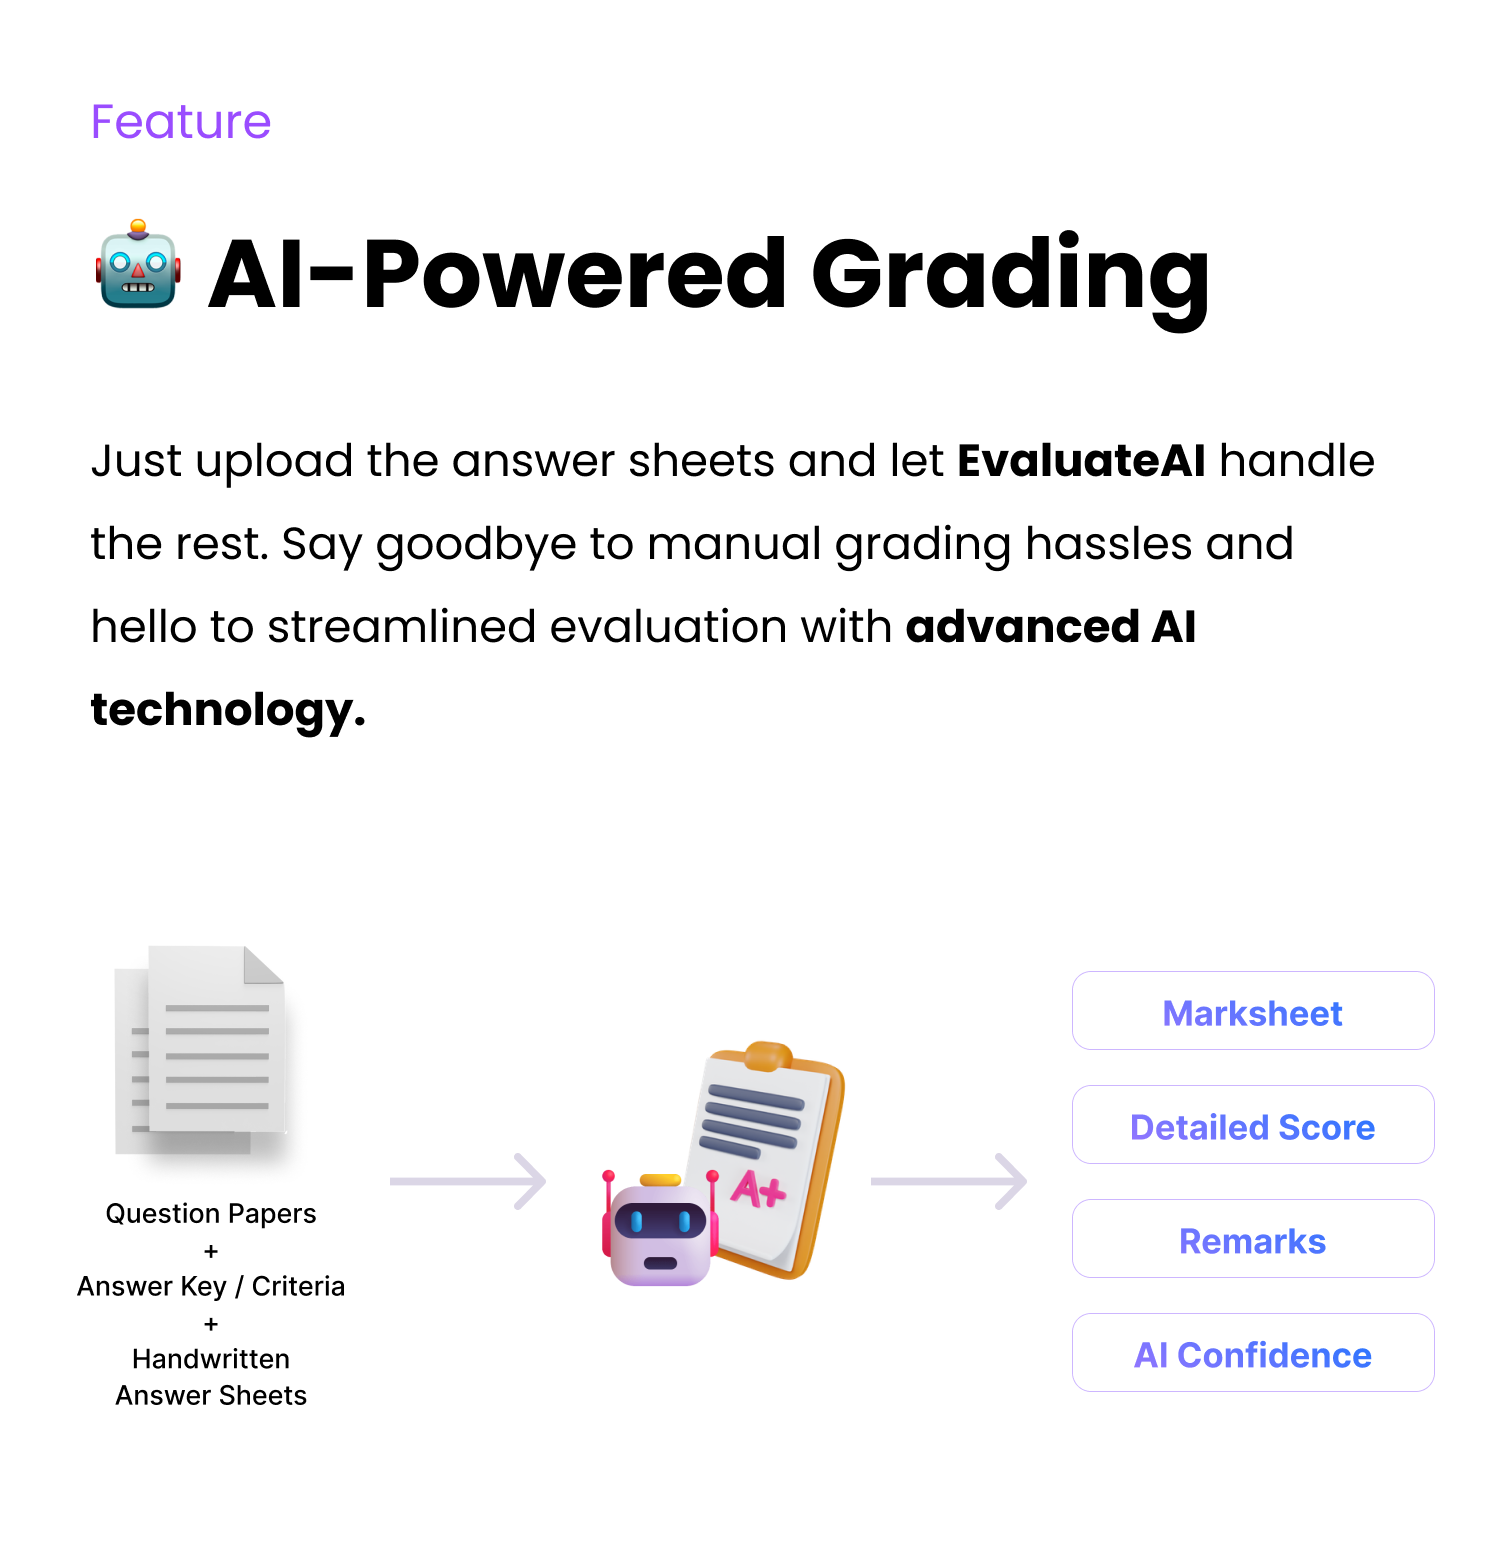 Feature
AI-Powered Grading
Just upload the answer sheets and let EvaluateAI handle
the rest. Say goodbye to manual grading hassles and
hello to streamlined evaluation with advanced AI
technology.
Question Papers
+
Answer Key / Criteria
+
Handwritten
Answer Sheets
A+
Marksheet
Detailed Score
Remarks
AI Confidence